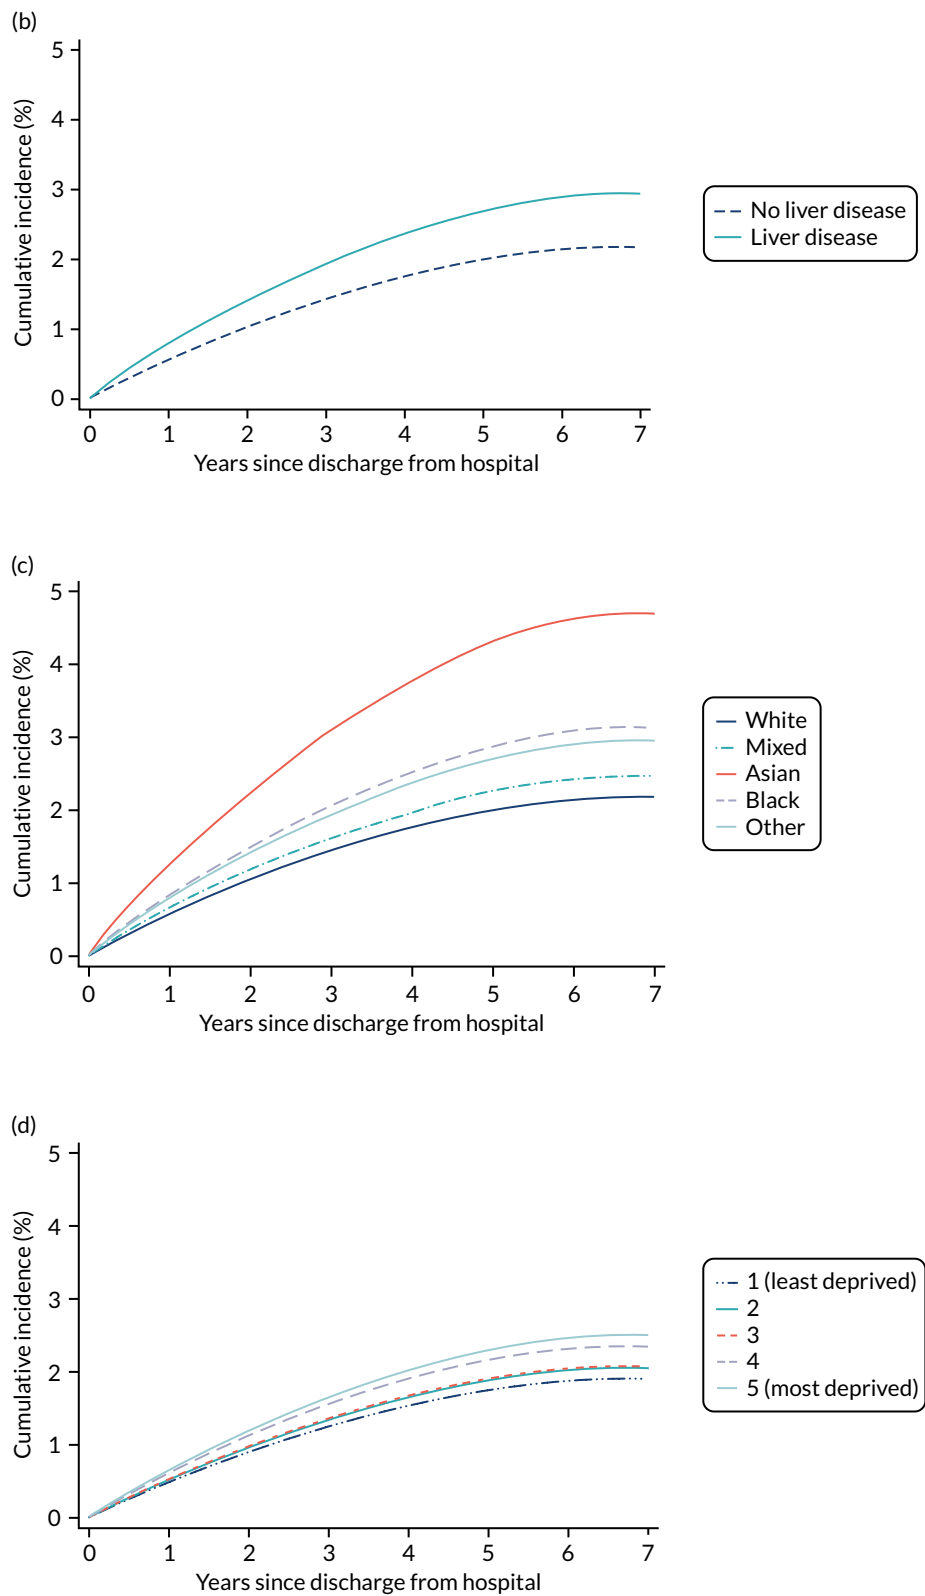 (b)
5
4
3
2
1
0
Cumulative incidence (%)
0 1 2 3 4 5 6 7
Years since discharge from hospital
No liver disease
Liver disease
(c)
5
4
3
2
1
0
Cumulative incidence (%)
0 1 2 3 4 5 6 7
Years since discharge from hospital
White
Mixed
Asian
Black
Other
(d)
5
4
3
2
1
0
Cumulative incidence (%)
0 1 2 3 4 5 6 7
Years since discharge from hospital
1 (least deprived)
2
3
4
5 (most deprived)